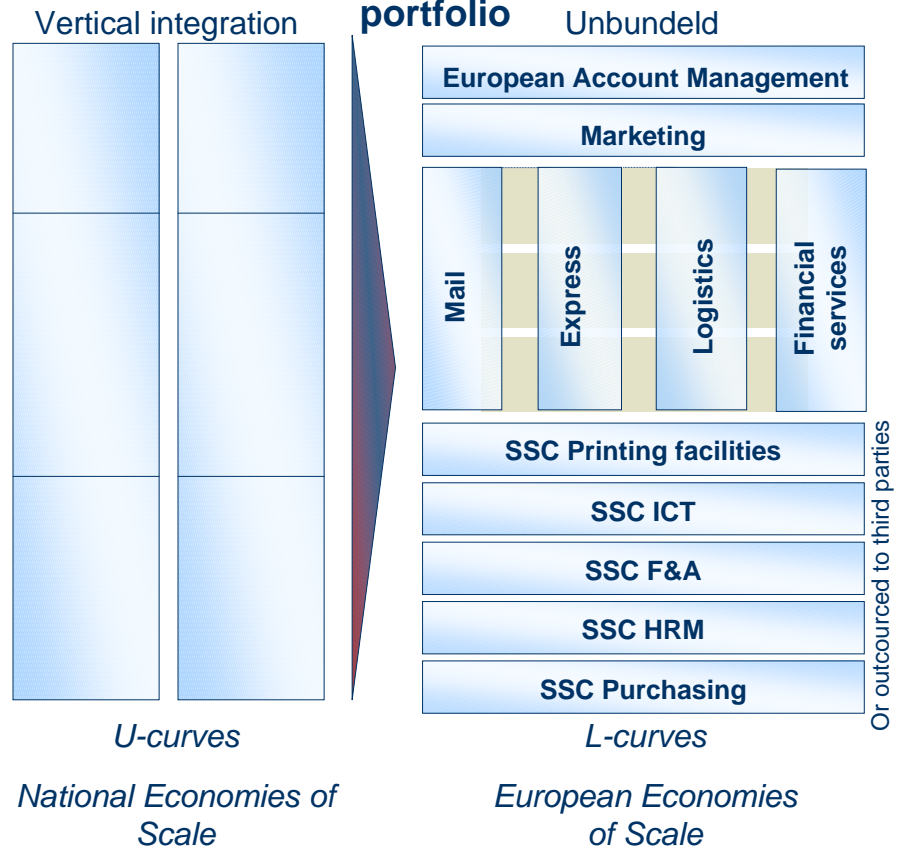 portfolio
Vertical integration
Unbundeld
European Account Management
Marketing
Mail
Express
Logistics
Financial
services
SSC Printing facilities
SSC ICT
SSC F&A
SSC HRM
SSC Purchasing
Or outcourced to third parties
U-curves
L-curves
National Economies of
Scale
European Economies
of Scale